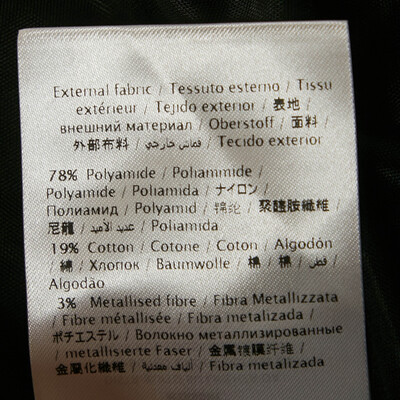 External fabric / Tessuto esterno / Tissu
extérieur / Tejido exterior / 表地 /
внешний материал / Oberstoff / 面料 /
外部布料 / قماش خارجي / Tecido exterior
78% Polyamide / Poliammide /
Polyamide / Poliamida / ナイロン /
Полиамид / Polyamid / 锦纶 / 聚醯胺纖維 /
尼龍 / عديد الأميد / Poliamida
19% Cotton / Cotone / Coton / Algodón
/ 綿 / Хлопок / Baumwolle / 棉 / 棉 / قطن /
Algodão
3% Metallised fibre / Fibra Metallizzata
/ Fibre métallisée / Fibra metalizada /
ポチエステル / Волокно металлизированные
/ metallisierte Faser / 金属镀膜纤维 /
金屬化纖維 / ألياف معدنية / Fibra metalizada